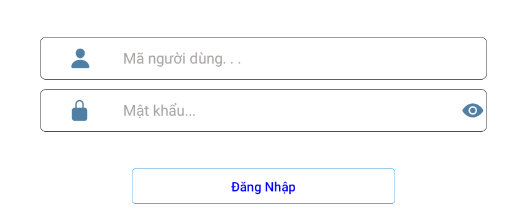 Mã người dùng. . .
Mật khẩu...
Đăng Nhập